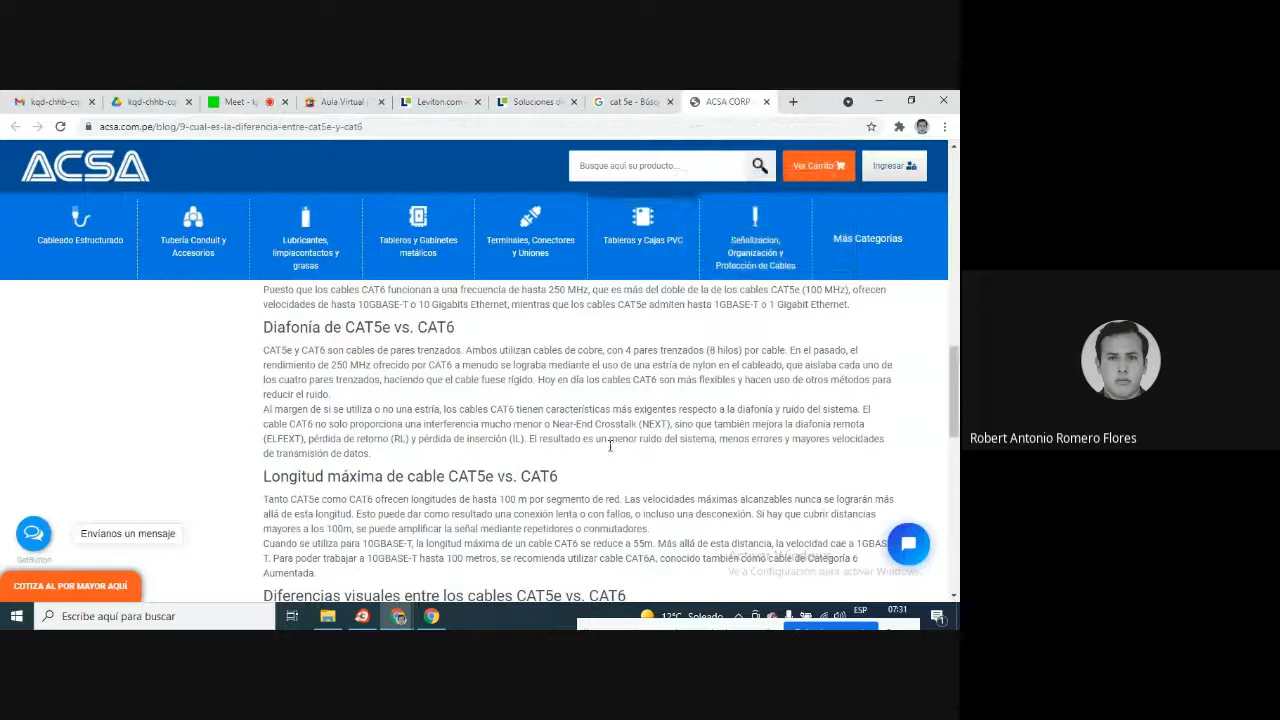 kqd-chhb-cq
kqd-chhb-cq
Meet - kj
Aula Virtual
Leviton.com -
Soluciones d
cat 5e - Búsq
ACSA CORP
acsa.com.pe/blog/9-cual-es-la-diferencia-entre-cat5e-y-cat6
ACSA
Busque aquí su producto...
Ver Carrito
Ingresar
Cableado Estructurado
Tubería Conduit y
Accesorios
Lubricantes,
limpiacontactos y
grasas
Tableros y Gabinetes
metálicos
Terminales, Conectores
y Uniones
Tableros y Cajas PVC
Señalizacion,
Organización y
Protección de Cables
Más Categorías
Puesto que los cables CAT6 funcionan a una frecuencia de hasta 250 MHz, que es más del doble de la de los cables CAT5e (100 MHz), ofrecen
velocidades de hasta 10GBASE-T o 10 Gigabits Ethernet, mientras que los cables CAT5e admiten hasta 1GBASE-T o 1 Gigabit Ethernet.
Diafonía de CAT5e vs. CAT6
CAT5e y CAT6 son cables de pares trenzados. Ambos utilizan cables de cobre, con 4 pares trenzados (8 hilos) por cable. En el pasado, el
rendimiento de 250 MHz ofrecido por CAT6 a menudo se lograba mediante el uso de una estría de nylon en el cableado, que aislaba cada uno de
los cuatro pares trenzados, haciendo que el cable fuese rígido. Hoy en día los cables CAT6 son más flexibles y hacen uso de otros métodos para
reducir el ruido.
Al margen de si se utiliza o no una estría, los cables CAT6 tienen características más exigentes respecto a la diafonía y ruido del sistema. El
cable CAT6 no solo proporciona una interferencia mucho menor o Near-End Crosstalk (NEXT), sino que también mejora la diafonía remota
(ELFEXT), pérdida de retorno (RL) y pérdida de inserción (IL). El resultado es un menor ruido del sistema, menos errores y mayores velocidades
de transmisión de datos.
Longitud máxima de cable CAT5e vs. CAT6
Tanto CAT5e como CAT6 ofrecen longitudes de hasta 100 m por segmento de red. Las velocidades máximas alcanzables nunca se lograrán más
allá de esta longitud. Esto puede dar como resultado una conexión lenta o con fallos, o incluso una desconexión. Si hay que cubrir distancias
mayores a los 100m, se puede amplificar la señal mediante repetidores o conmutadores.
Cuando se utiliza para 10GBASE-T, la longitud máxima de un cable CAT6 se reduce a 55m. Más allá de esta distancia, la velocidad cae a 1GBAS
T. Para poder trabajar a 10GBASE-T hasta 100 metros, se recomienda utilizar cable CAT6A, conocido también como cable de Categoría 6
Aumentada.
Diferencias visuales entre los cables CAT5e vs. CAT6
Envíanos un mensaje
GetButton
COTIZA AL POR MAYOR AQUÍ
Activar Windows
Ve a Configuración para activar Windows.
Escribe aquí para buscar
12°C Soleado
ESP
07:31
1
Robert Antonio Romero Flores